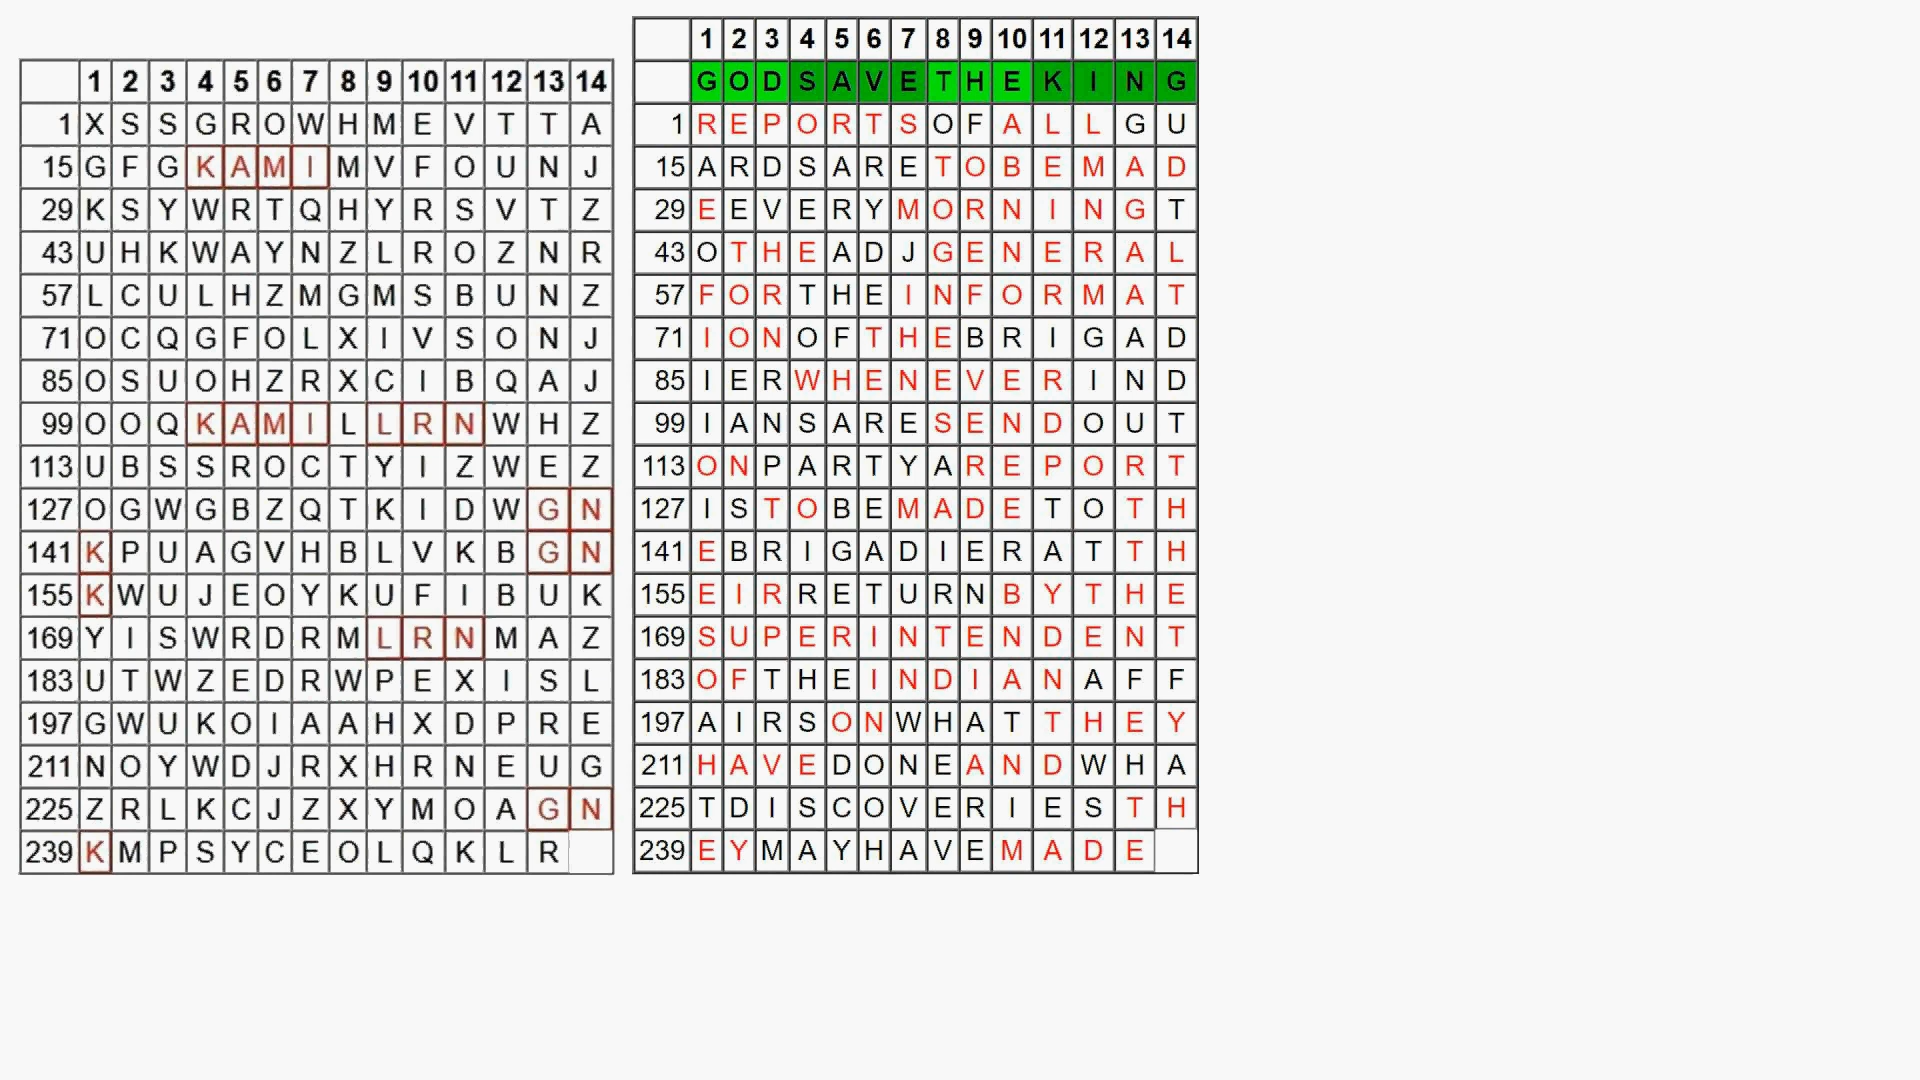 1 2 3 4 5 6 7 8 9 10 11 12 13 14
1 X S S G R O W H M E V T T A
15 G F G K A M I M V F O U N J
29 K S Y W R T Q H Y R S V T Z
43 U H K W A Y N Z L R O Z N R
57 L C U L H Z M G M S B U N Z
71 O C Q G F O L X I V S O N J
85 O S U O H Z R X C I B Q A J
99 O O Q K A M I L L R N W H Z
113 U B S S R O C T Y I Z W E Z
127 O G W G B Z Q T K I D W G N
141 K P U A G V H B L V K B G N
155 K W U J E O Y K U F I B U K
169 Y I S W R D R M L R N M A Z
183 U T W Z E D R W P E X I S L
197 G W U K O I A A H X D P R E
211 N O Y W D J R X H R N E U G
225 Z R L K C J Z X Y M O A G N
239 K M P S Y C E O L Q K L R
1 2 3 4 5 6 7 8 9 10 11 12 13 14
G O D S A V E T H E K I N G
1 R E P O R T S O F A L L G U
15 A R D S A R E T O B E M A D
29 E E V E R Y M O R N I N G T
43 O T H E A D J G E N E R A L
57 F O R T H E I N F O R M A T
71 I O N O F T H E B R I G A D
85 I E R W H E N E V E R I N D
99 I A N S A R E S E N D O U T
113 O N P A R T Y A R E P O R T
127 I S T O B E M A D E T O T H
141 E B R I G A D I E R A T T H
155 E I R R E T U R N B Y T H E
169 S U P E R I N T E N D E N T
183 O F T H E I N D I A N A F F
197 A I R S O N W H A T T H E Y
211 H A V E D O N E A N D W H A
225 T D I S C O V E R I E S T H
239 E Y M A Y H A V E M A D E